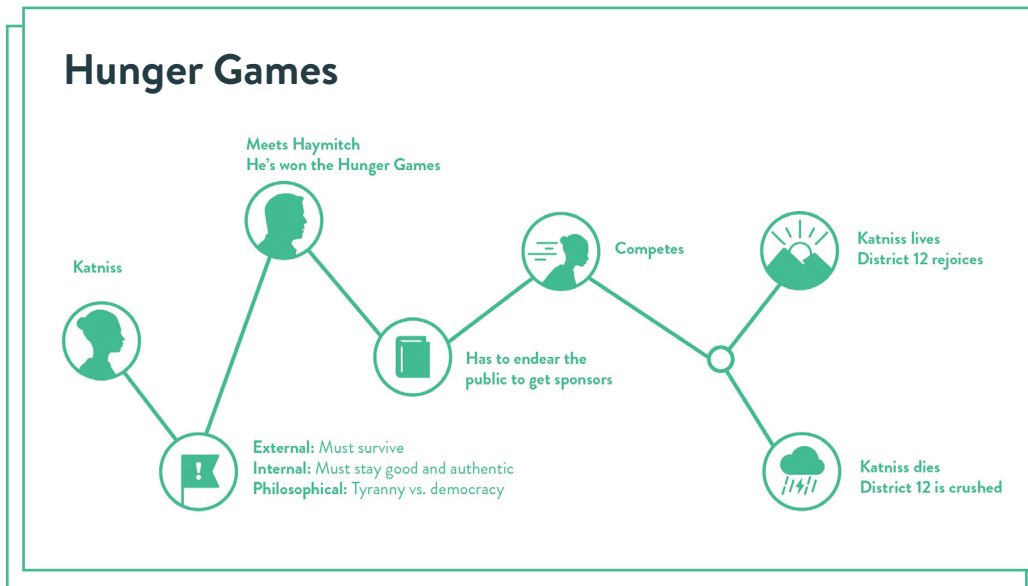 Hunger Games
Meets Haymitch
He's won the Hunger Games
Katniss
Competes
Katniss lives
District 12 rejoices
Has to endear the
public to get sponsors
External: Must survive
Internal: Must stay good and authentic
Philosophical: Tyranny vs. democracy
!
Katniss dies
District 12 is crushed